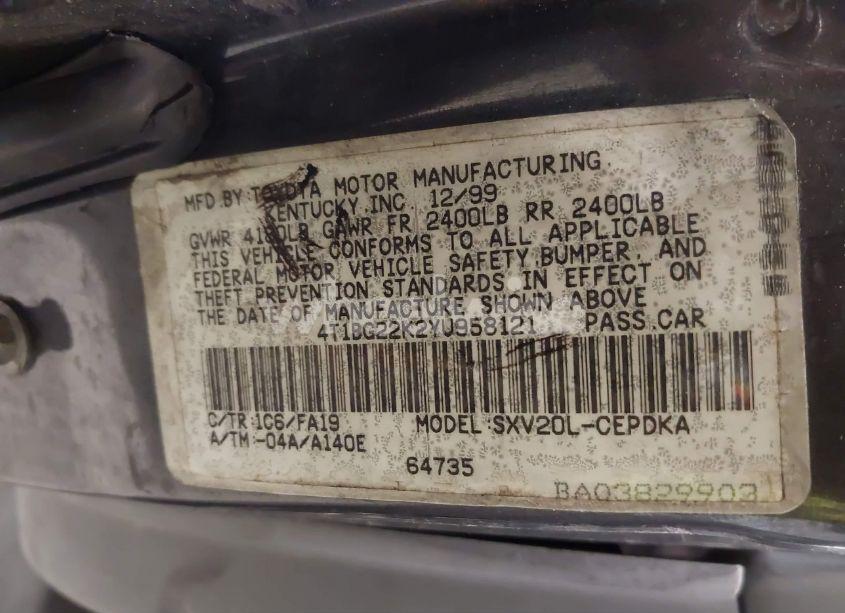 MFD.BY TOYOTA MOTOR MANUFACTURING
KENTUCKY,INC 12/99
GVWR GAWR FR 2400LB RR 2400LB
THIS VEHICLE CONFORMS TO ALL APPLICABLE
FEDERAL MOTOR VEHICLE SAFETY,BUMPER, AND
THEFT PREVENTION STANDARDS IN EFFECT ON
THE DATE OF MANUFACTURE SHOWN ABOVE
4T1BG22K2YU958121 PASS.CAR
C/TR:1C6/FA19 MODEL:SXV20L-CEPDKA
A/TM:-04A/A140E
64735
BA03829903